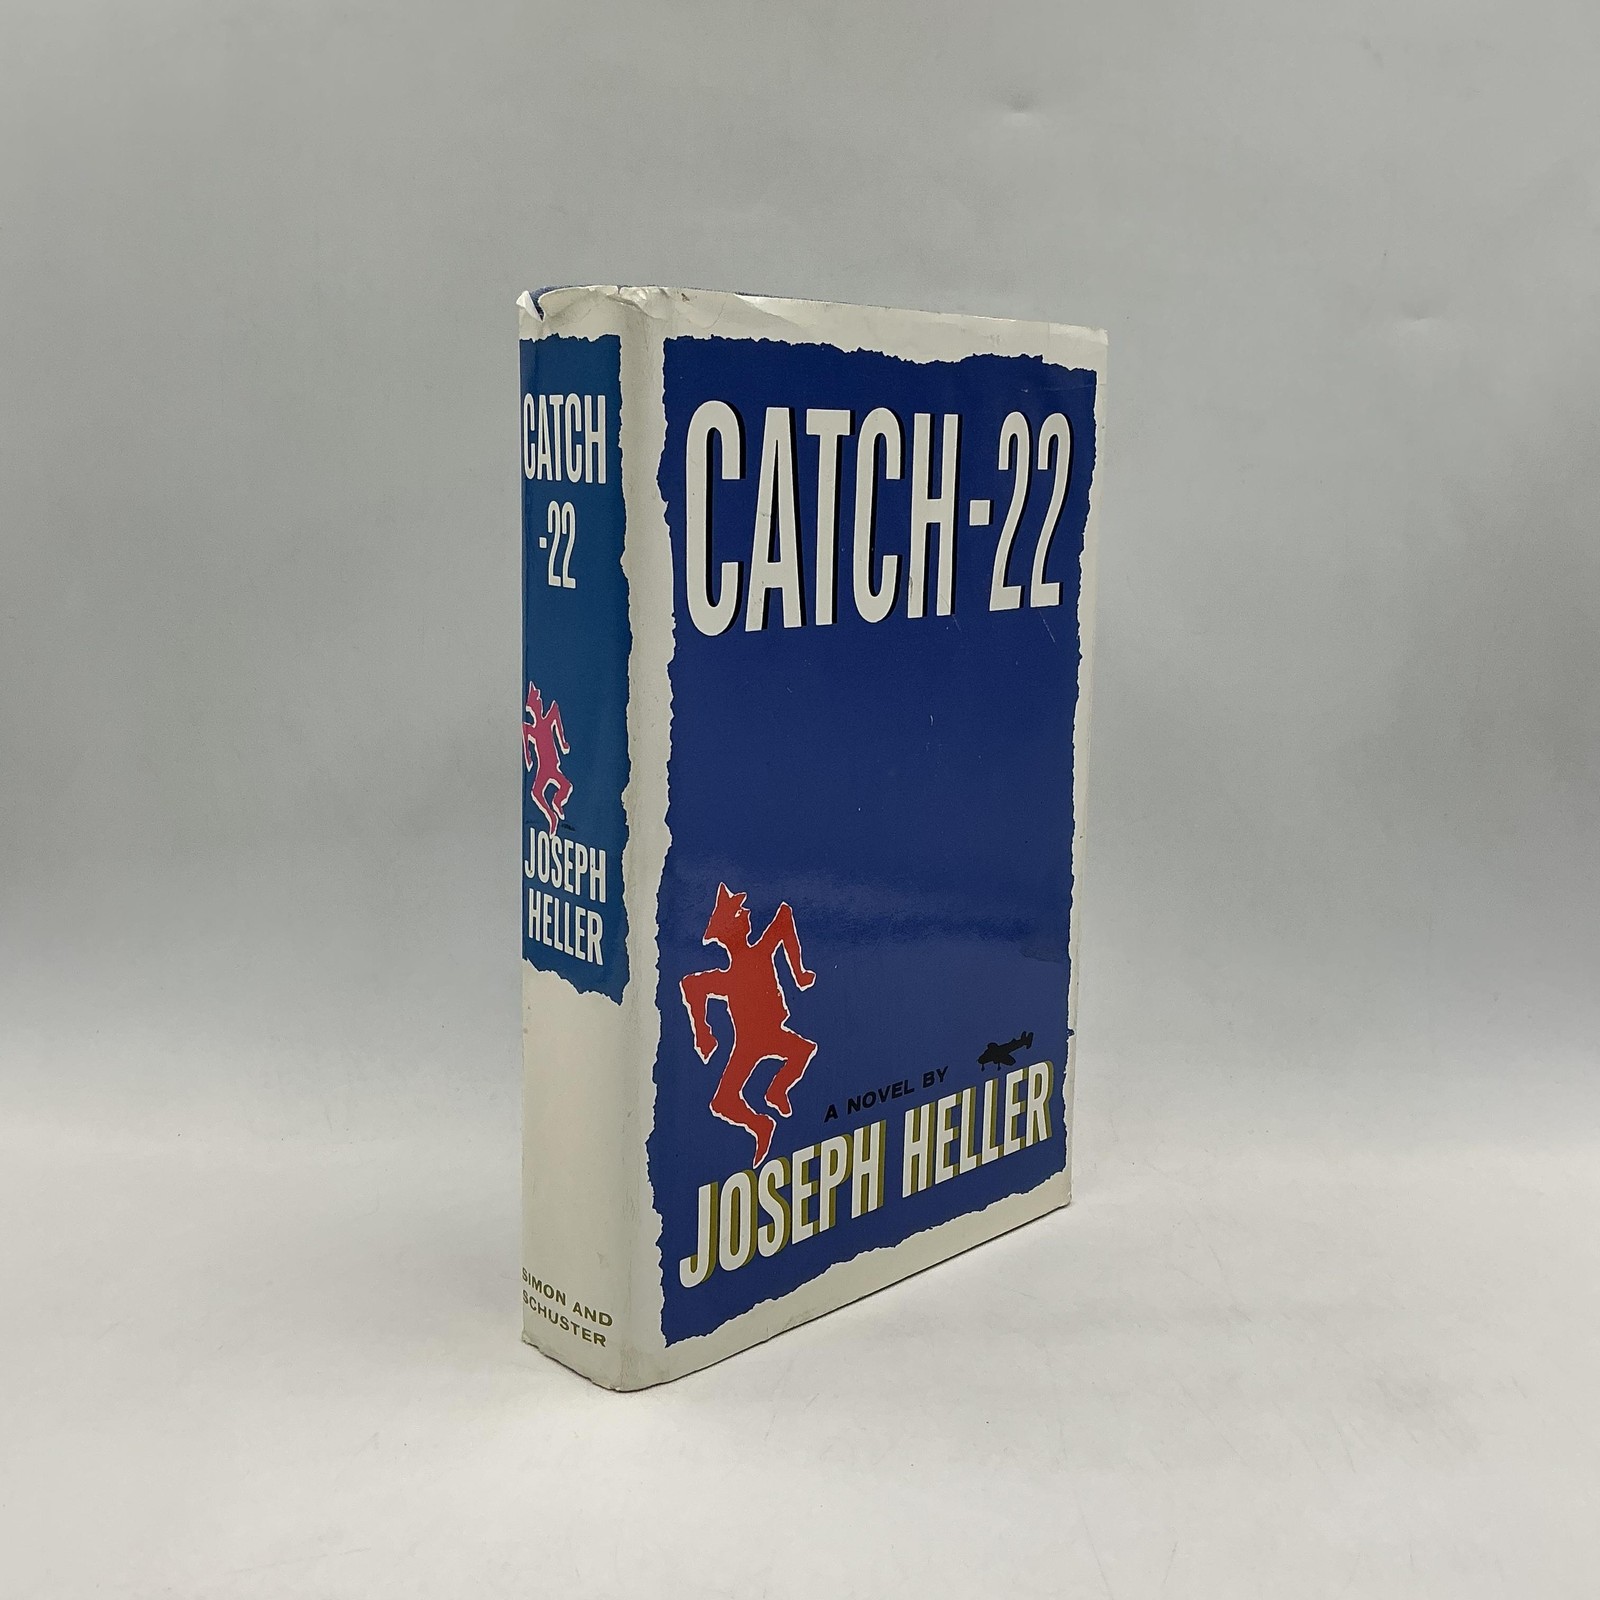 CATCH
-22
JOSEPH
HELLER
SIMON AND
SCHUSTER
CATCH-22
A NOVEL BY
JOSEPH HELLER